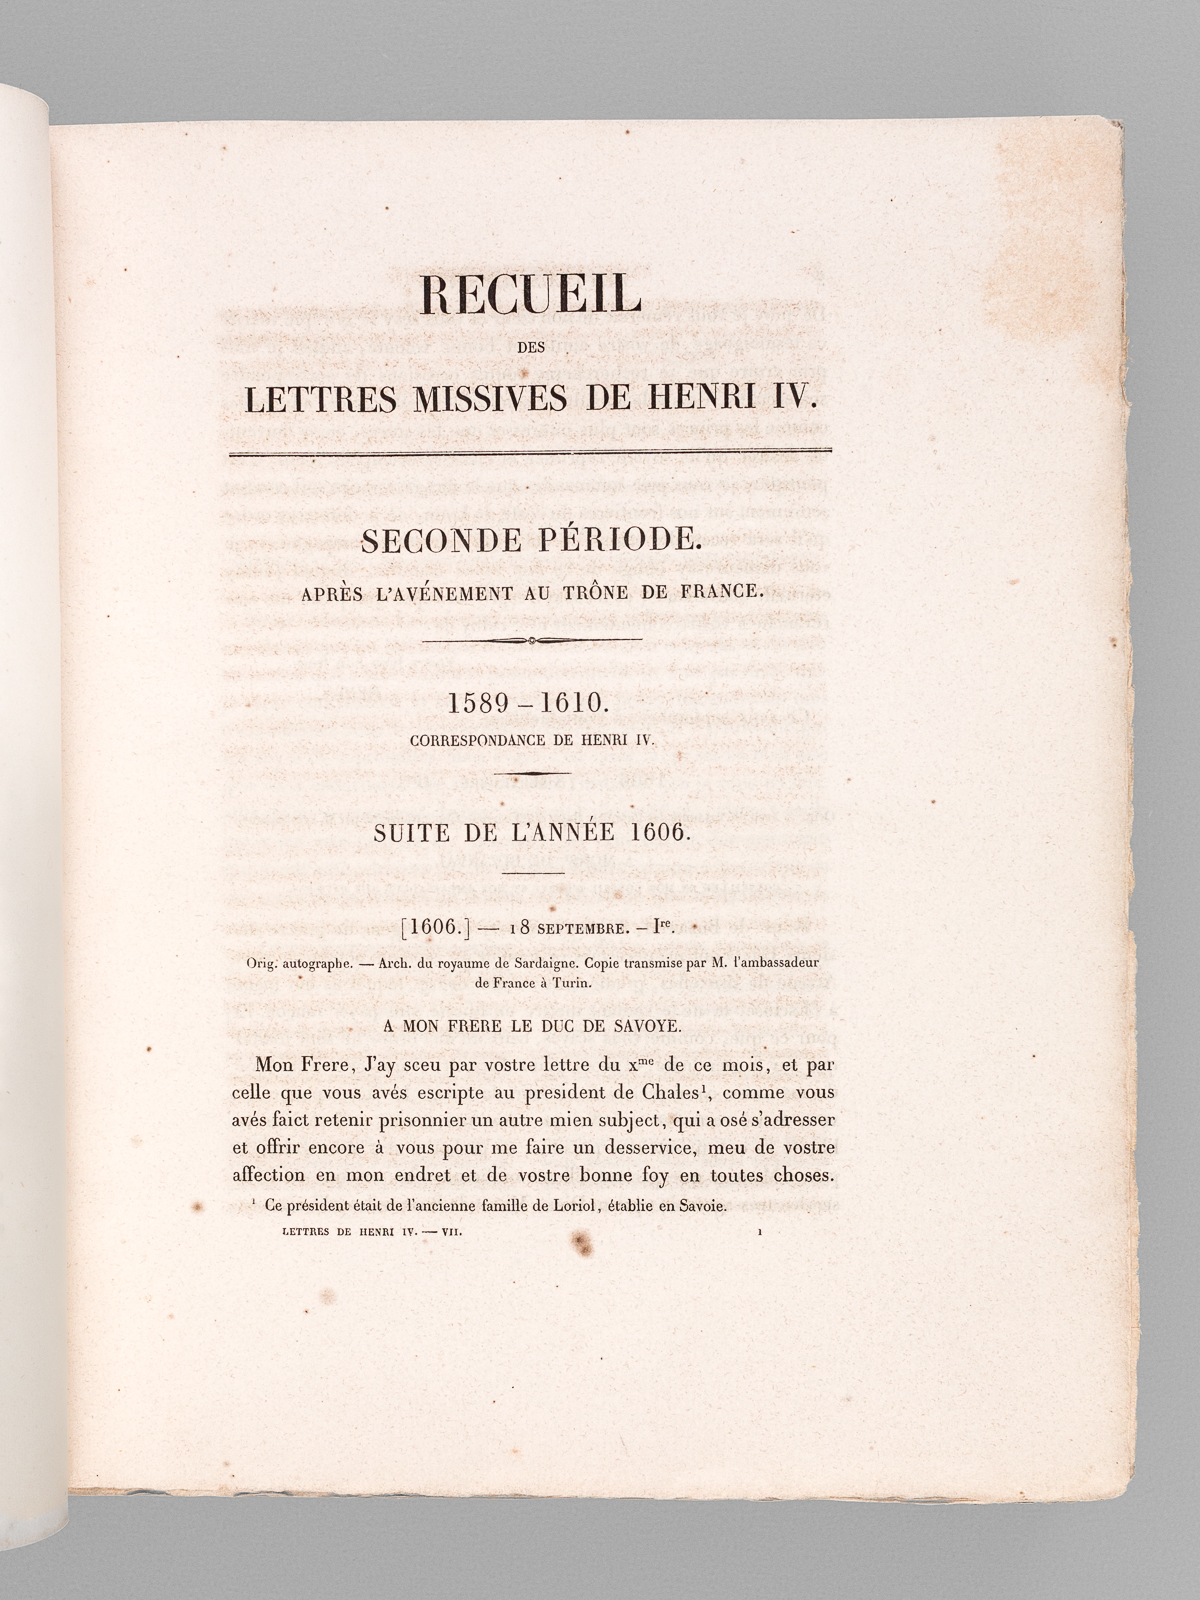 RECUEIL
DES
LETTRES MISSIVES DE HENRI IV.
SECONDE PÉRIODE.
APRÈS L'AVÉNEMENT AU TRÔNE DE FRANCE.
1589 – 1610.
CORRESPONDANCE DE HENRI IV.
SUITE DE L'ANNÉE 1606.
[1606.] — 18 SEPTEMBRE. – Iʳᵉ.
Orig. autographe. — Arch. du royaume de Sardaigne. Copie transmise par M. l'ambassadeur
de France à Turin.
A MON FRERE LE DUC DE SAVOYE.
Mon Frere, J'ay sceu par vostre lettre du xᵐᵉ de ce mois, et par
celle que vous avés escripte au president de Chales¹, comme vous
avés faict retenir prisonnier un autre mien subject, qui a osé s'adresser
et offrir encore à vous pour me faire un desservice, meu de vostre
affection en mon endret et de vostre bonne foy en toutes choses.
¹ Ce président était de l'ancienne famille de Loriol, établie en Savoie.
LETTRES DE HENRI IV. — VII. 1